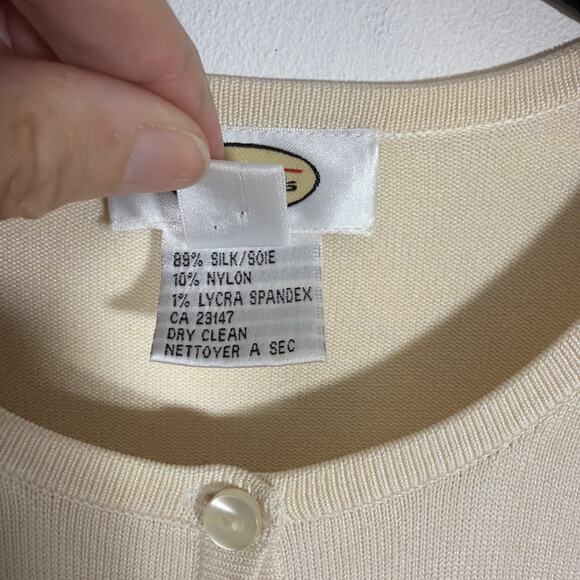 89% SILK/SOIE
10% NYLON
1% LYCRA SPANDEX
CA 23147
DRY CLEAN
NETTOYER A SEC